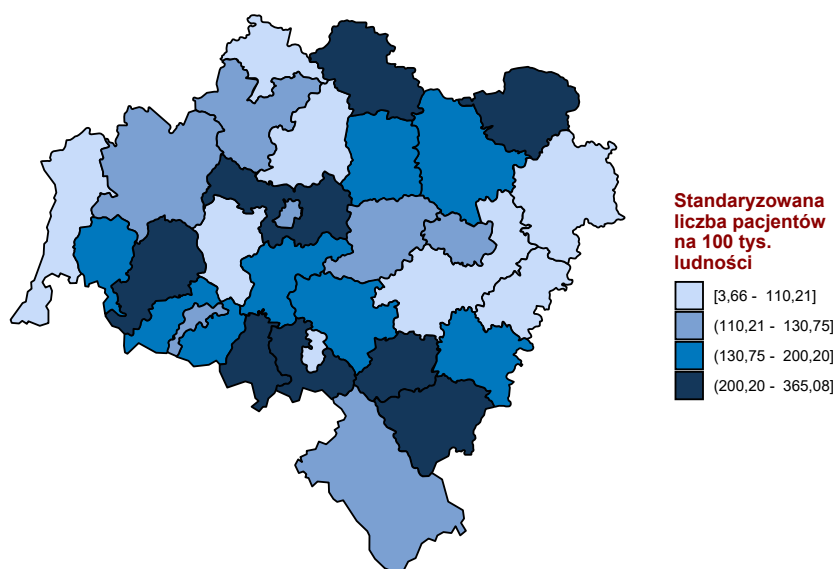 Standaryzowana
liczba pacjentów
na 100 tys.
ludności
[3,66 - 110,21]
(110,21 - 130,75]
(130,75 - 200,20]
(200,20 - 365,08]